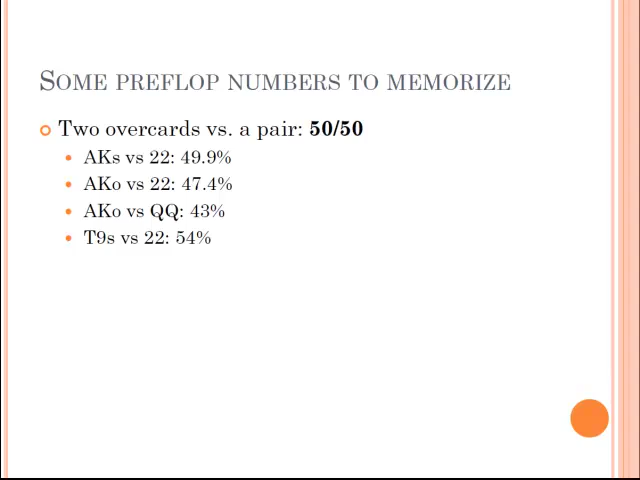 Some preflop numbers to memorize
Two overcards vs. a pair: 50/50
AKs vs 22: 49.9%
AKo vs 22: 47.4%
AKo vs QQ: 43%
T9s vs 22: 54%